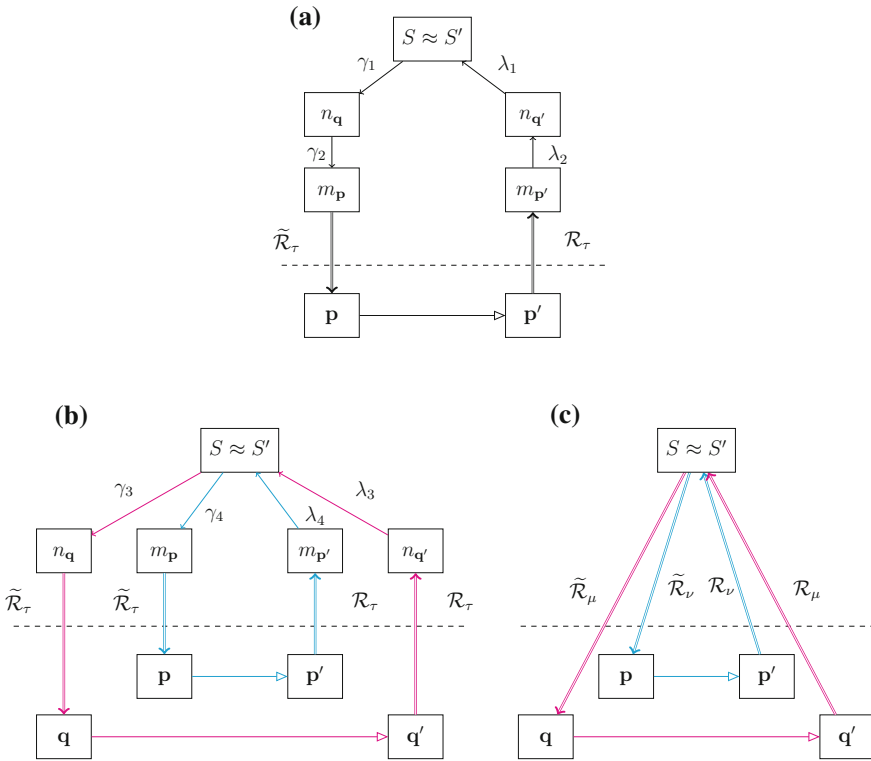 (a)
S ≈ S′
γ₁ λ₁
n_𝐪 n_𝐪′
γ₂ λ₂
m_𝐩 m_𝐩′
ℛ̃_τ ℛ_τ
𝐩 𝐩′
(b) (c)
S ≈ S′ S ≈ S′
γ₃ γ₄ λ₄ λ₃
n_𝐪 m_𝐩 m_𝐩′ n_𝐪′
ℛ̃_τ ℛ̃_τ ℛ_τ ℛ_τ ℛ̃_μ ℛ̃_ν ℛ_ν ℛ_μ
𝐩 𝐩′ 𝐩 𝐩′
𝐪 𝐪′ 𝐪 𝐪′